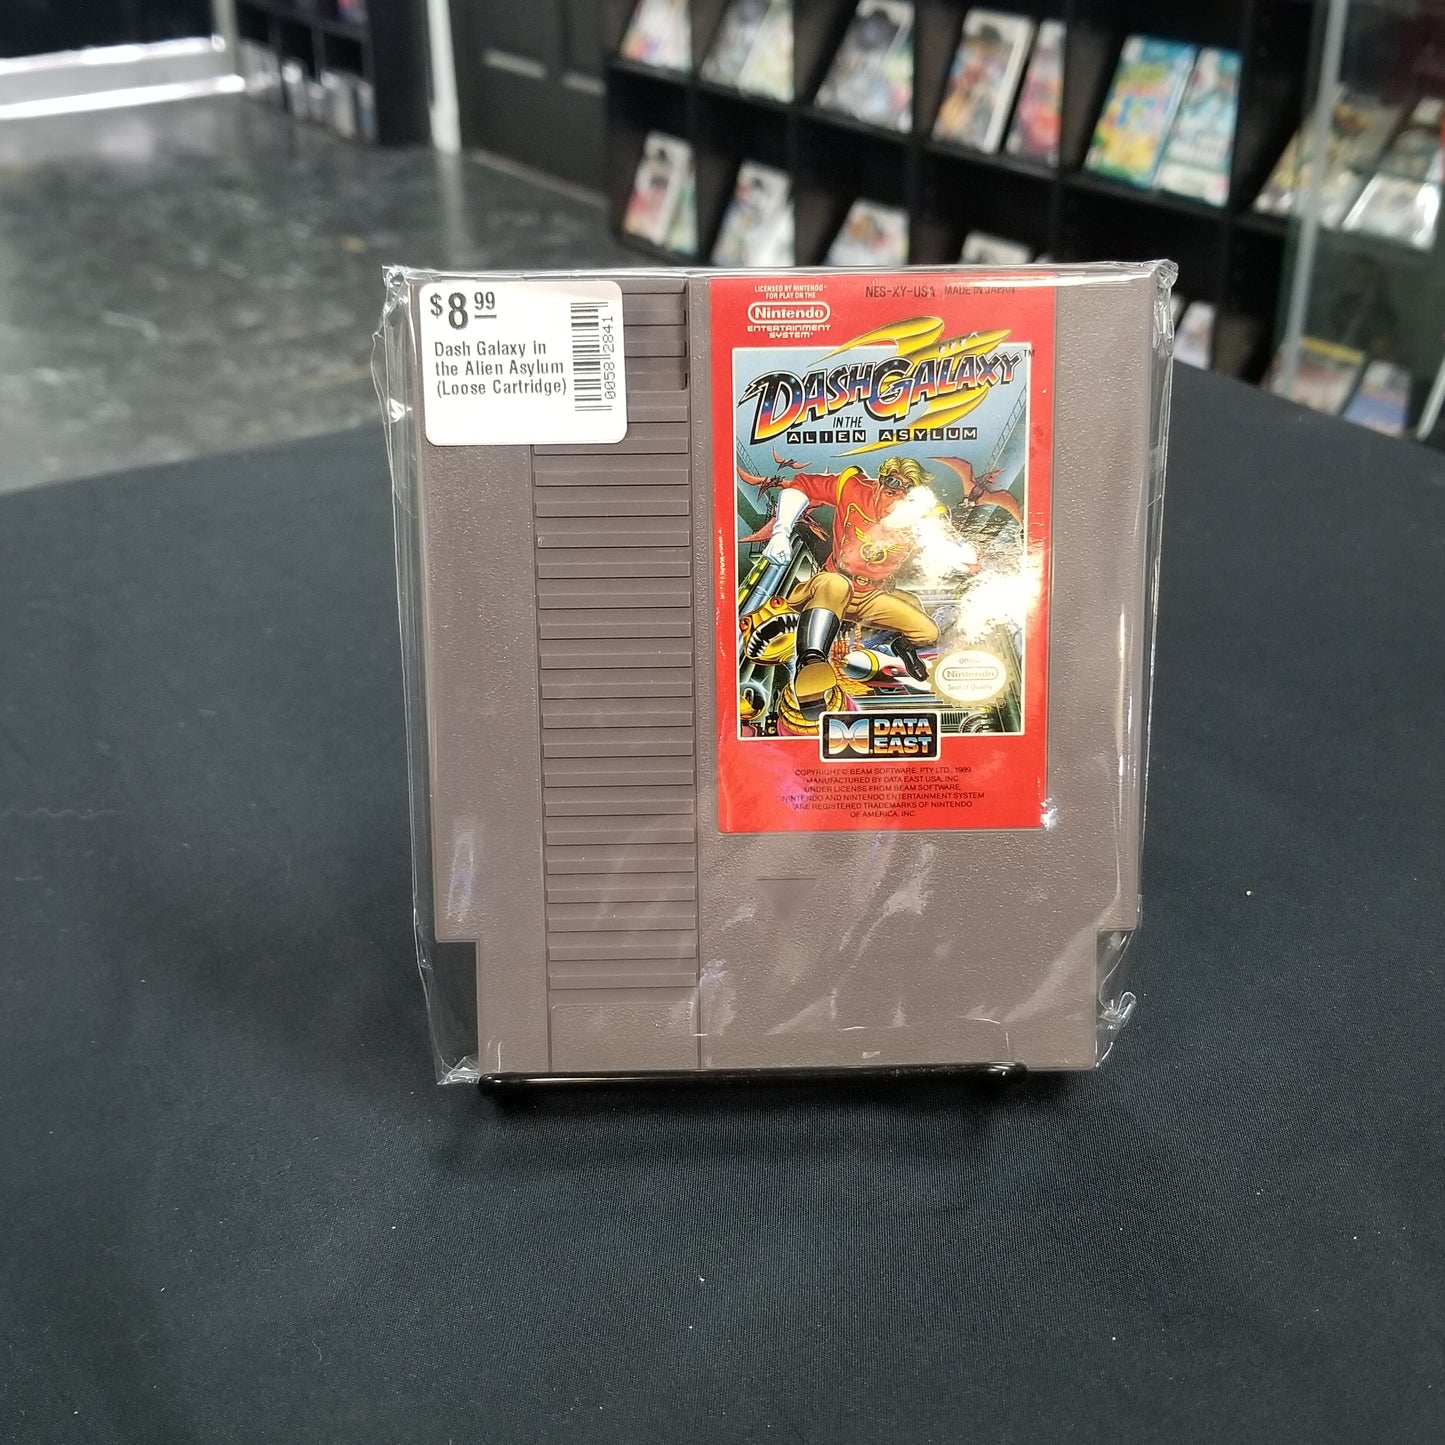 $8.99
Dash Galaxy in
the Alien Asylum
(Loose Cartridge)
00058 2841
LICENSED BY NINTENDO®
FOR PLAY ON THE
Nintendo
ENTERTAINMENT
SYSTEM®
NES-XY-USA MADE IN JAPAN
DASH GALAXY™
IN THE
ALIEN ASYLUM
Official
Nintendo
Seal of Quality
DATA
EAST
COPYRIGHT © BEAM SOFTWARE, PTY LTD., 1989
MANUFACTURED BY DATA EAST USA, INC.
UNDER LICENSE FROM BEAM SOFTWARE.
NINTENDO AND NINTENDO ENTERTAINMENT SYSTEM
ARE REGISTERED TRADEMARKS OF NINTENDO
OF AMERICA, INC.